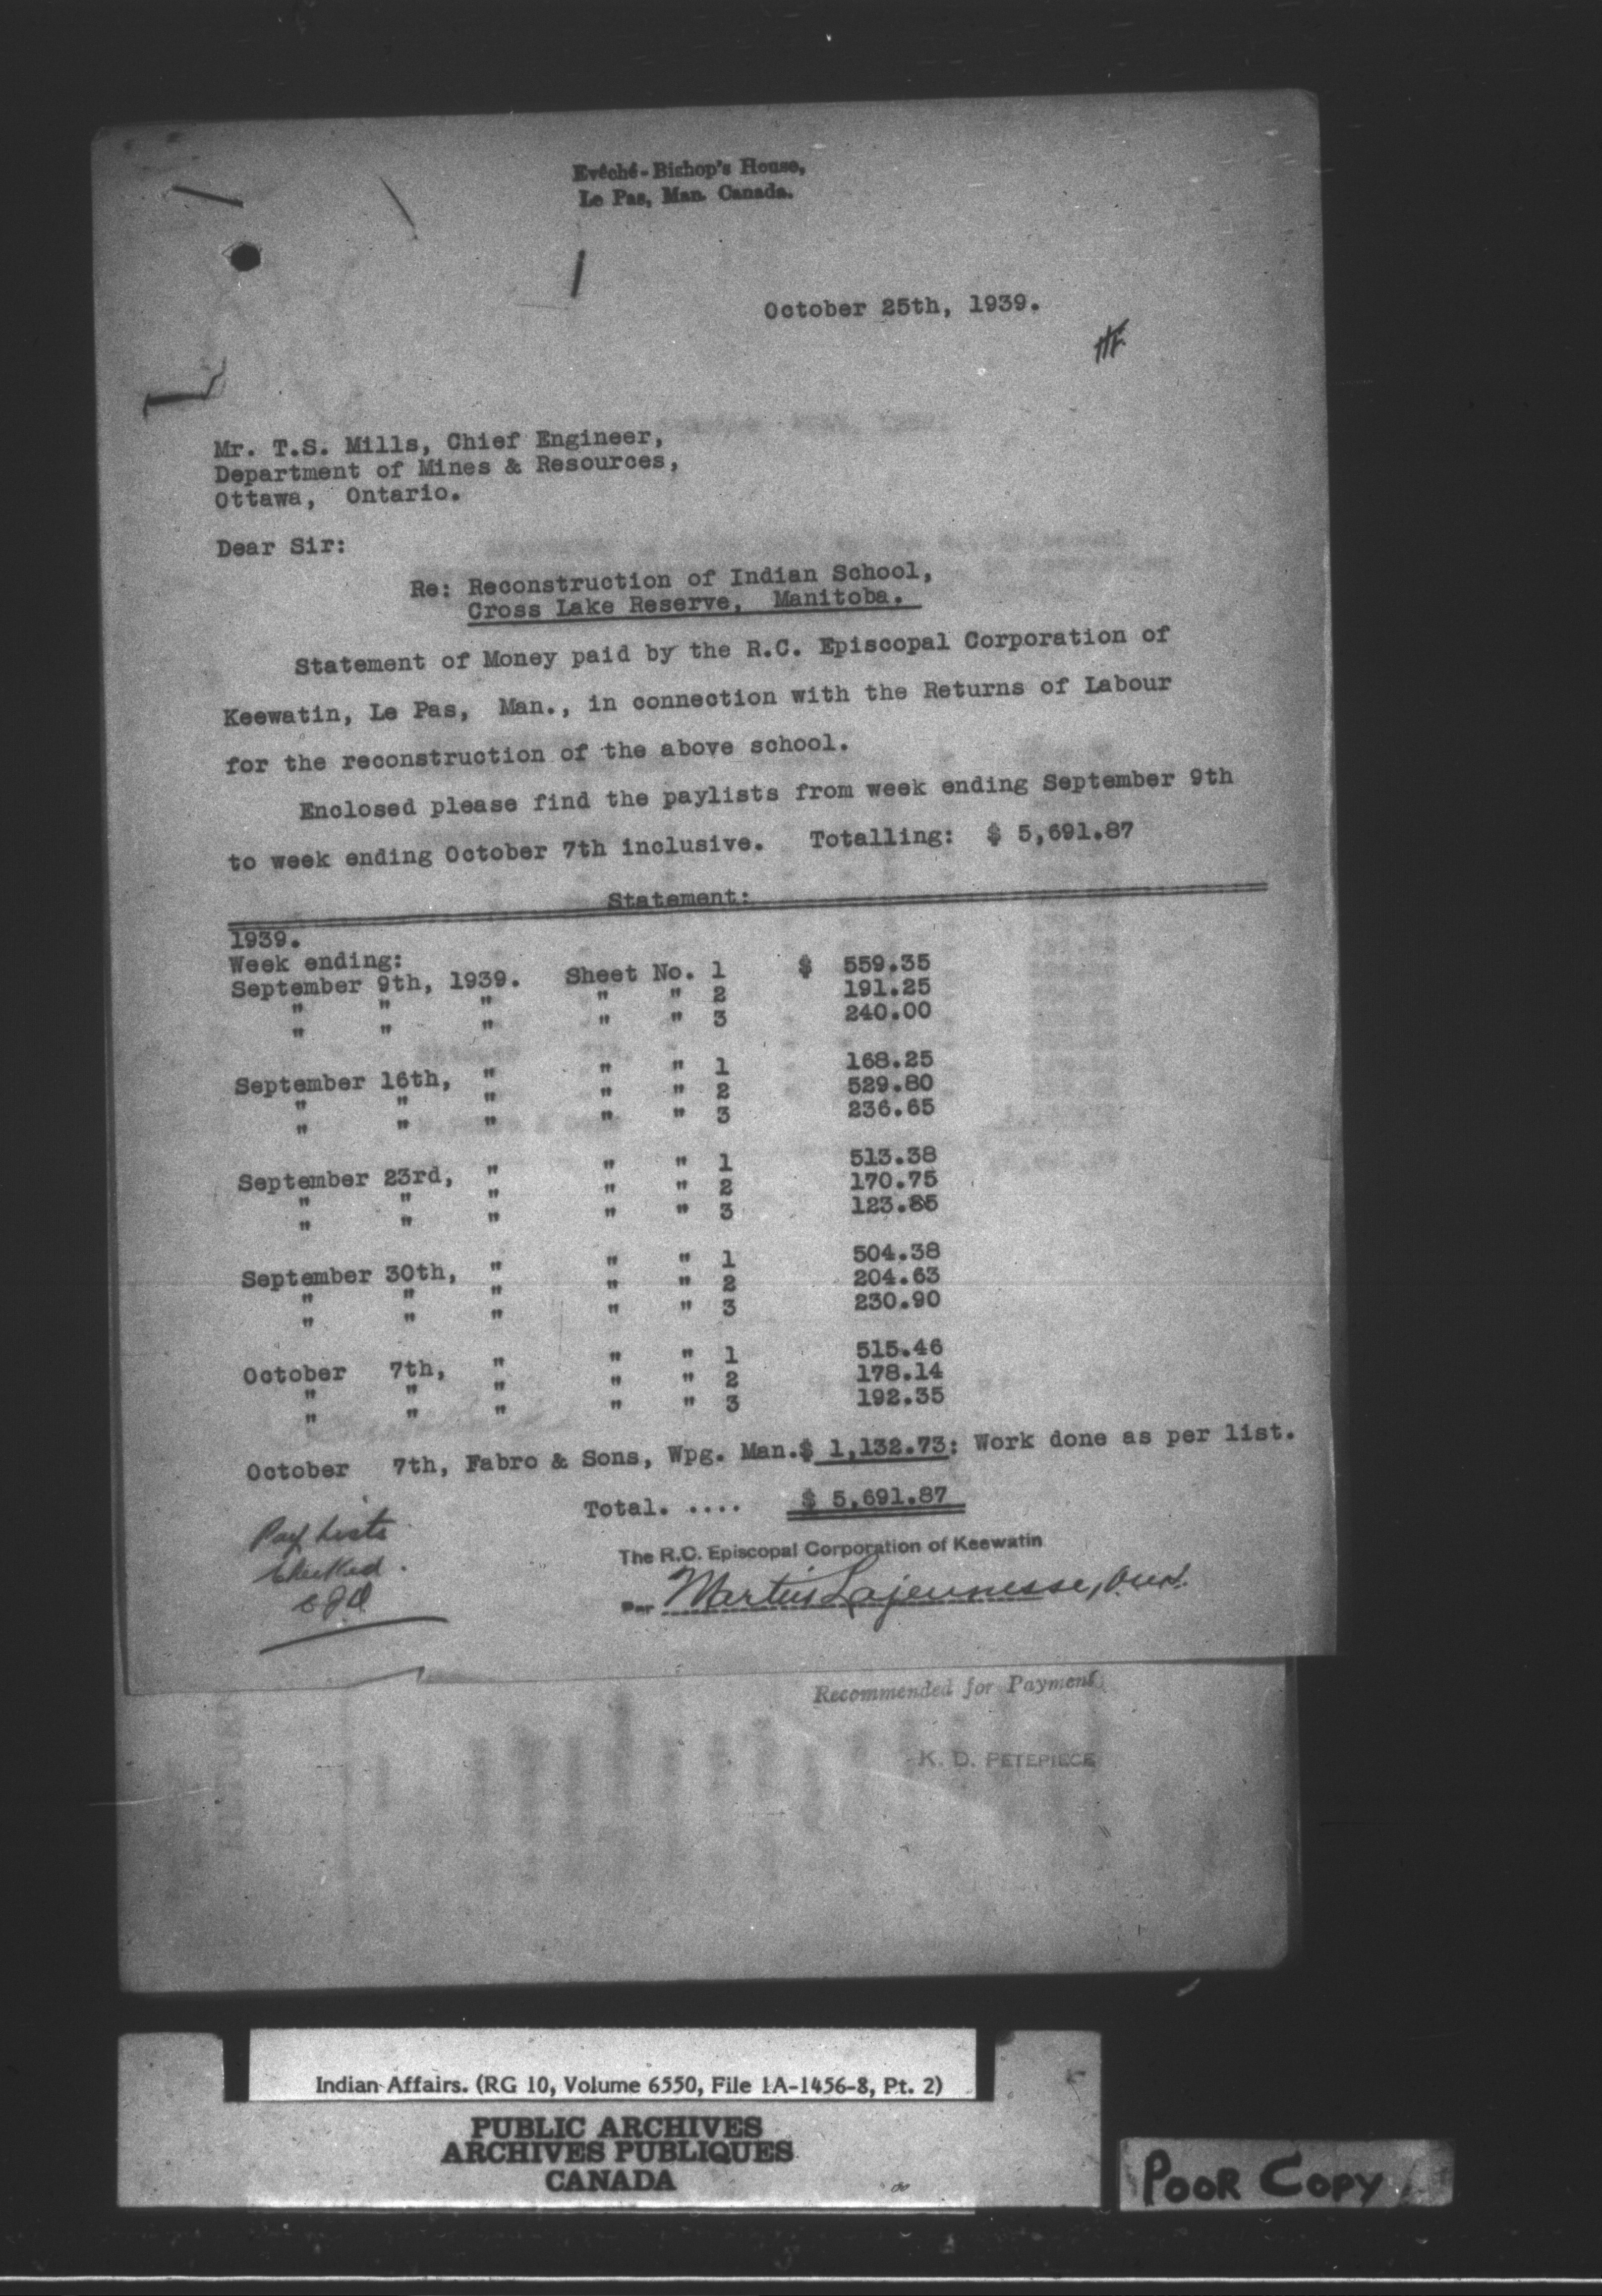 Evêché-Bishop's House,
Le Pas, Man. Canada.
October 25th, 1939.
Mr. T.S. Mills, Chief Engineer,
Department of Mines & Resources,
Ottawa, Ontario.
Dear Sir:
Re: Reconstruction of Indian School,
Cross Lake Reserve, Manitoba.
Statement of Money paid by the R.C. Episcopal Corporation of
Keewatin, Le Pas, Man., in connection with the Returns of Labour
for the reconstruction of the above school.
Enclosed please find the paylists from week ending September 9th
to week ending October 7th inclusive. Totalling: $ 5,691.87
Statement:
1939.
Week ending:
September 9th, 1939. Sheet No. 1 $ 559.35
" " " " " 2 191.25
" " " " " 3 240.00
September 16th, " " " 1 168.25
" " " " " 2 529.80
" " " " " 3 236.65
September 23rd, " " " 1 513.38
" " " " " 2 170.75
" " " " " 3 123.85
September 30th, " " " 1 504.38
" " " " " 2 204.63
" " " " " 3 230.90
October 7th, " " " 1 515.46
" " " " " 2 178.14
" " " " " 3 192.35
October 7th, Fabro & Sons, Wpg. Man.$ 1,132.73: Work done as per list.
Total. .... $ 5,691.87
Pay lists
checked.
The R.C. Episcopal Corporation of Keewatin
Per Martin Lajeunesse, O.M.I.
Recommended for Payment
K. D. PETEPIECE
Indian Affairs. (RG 10, Volume 6550, File 1A-1456-8, Pt. 2)
PUBLIC ARCHIVES
ARCHIVES PUBLIQUES
CANADA
POOR COPY